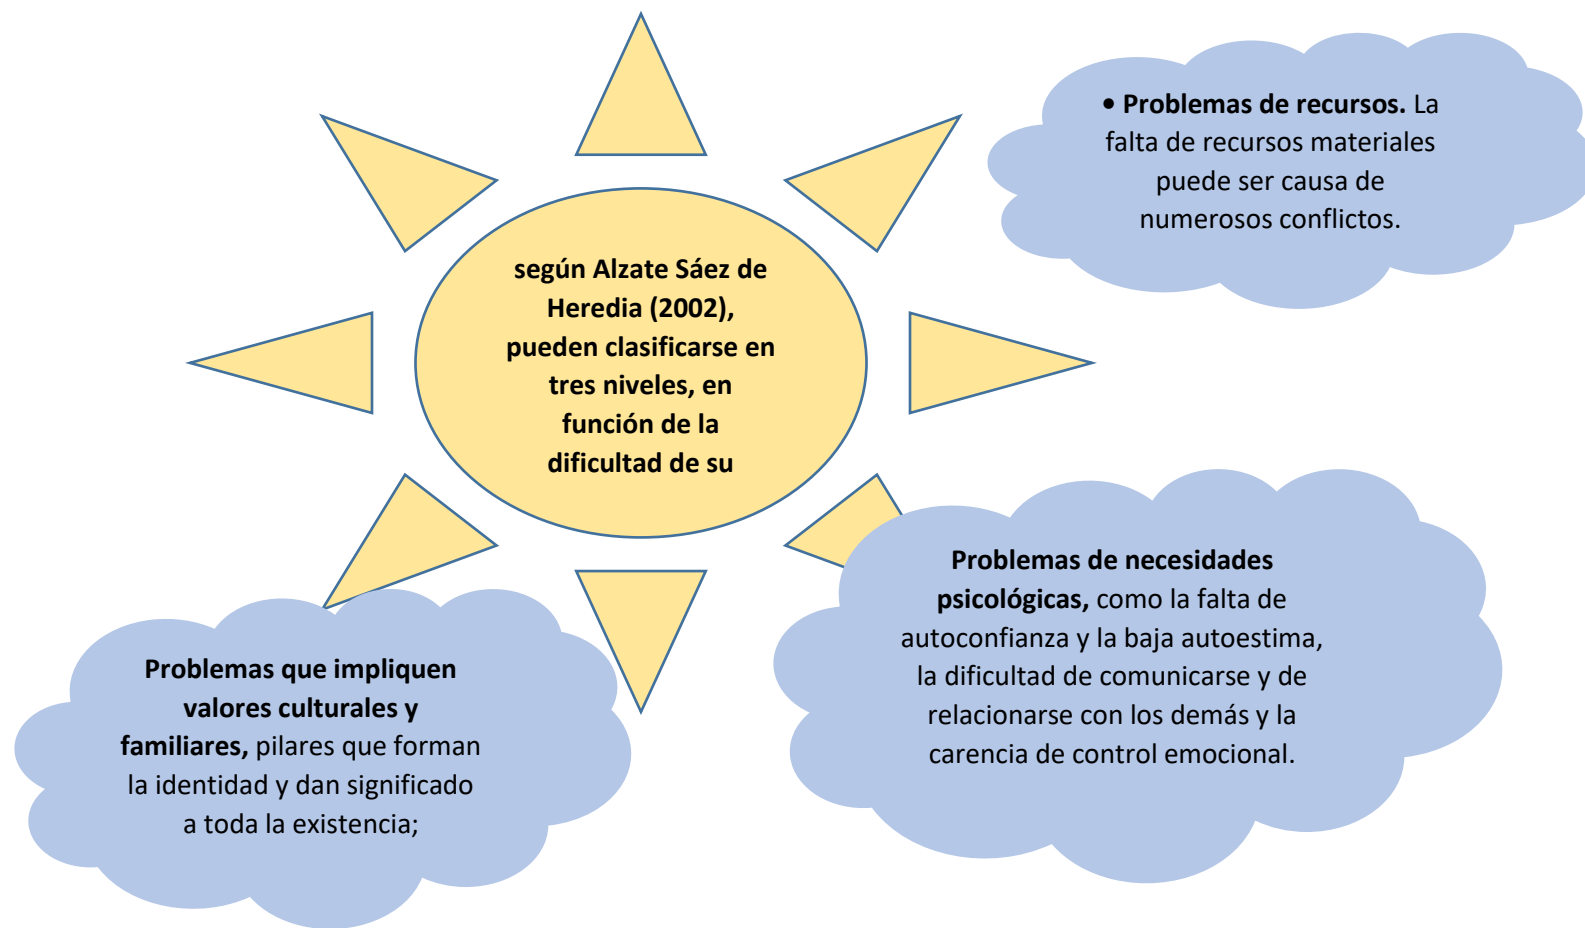 • Problemas de recursos. La
falta de recursos materiales
puede ser causa de
numerosos conflictos.
según Alzate Sáez de
Heredia (2002),
pueden clasificarse en
tres niveles, en
función de la
dificultad de su
Problemas de necesidades
psicológicas, como la falta de
autoconfianza y la baja autoestima,
la dificultad de comunicarse y de
relacionarse con los demás y la
carencia de control emocional.
Problemas que impliquen
valores culturales y
familiares, pilares que forman
la identidad y dan significado
a toda la existencia;